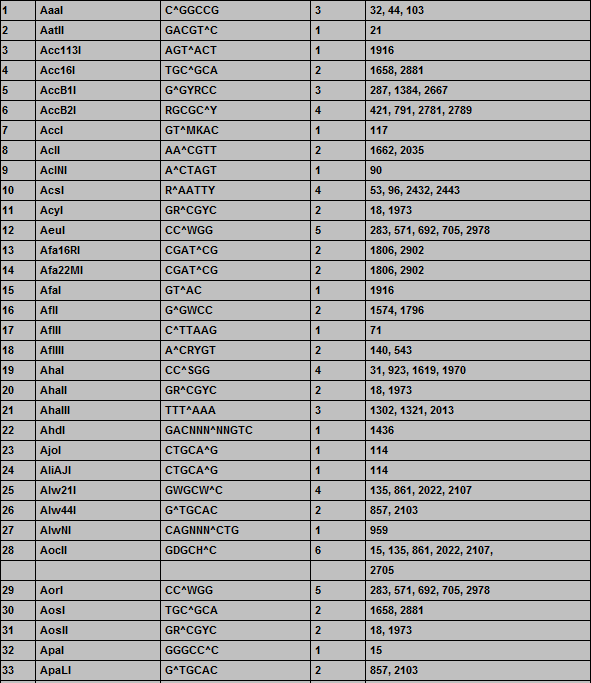 1 AaaI C^GGCCG 3 32, 44, 103
2 AatII GACGT^C 1 21
3 Acc113I AGT^ACT 1 1916
4 Acc16I TGC^GCA 2 1658, 2881
5 AccB1I G^GYRCC 3 287, 1384, 2667
6 AccB2I RGCGC^Y 4 421, 791, 2781, 2789
7 AccI GT^MKAC 1 117
8 AclI AA^CGTT 2 1662, 2035
9 AclNI A^CTAGT 1 90
10 AcsI R^AATTY 4 53, 96, 2432, 2443
11 AcyI GR^CGYC 2 18, 1973
12 AeuI CC^WGG 5 283, 571, 692, 705, 2978
13 Afa16RI CGAT^CG 2 1806, 2902
14 Afa22MI CGAT^CG 2 1806, 2902
15 AfaI GT^AC 1 1916
16 AflI G^GWCC 2 1574, 1796
17 AflII C^TTAAG 1 71
18 AflIII A^CRYGT 2 140, 543
19 AhaI CC^SGG 4 31, 923, 1619, 1970
20 AhaII GR^CGYC 2 18, 1973
21 AhaIII TTT^AAA 3 1302, 1321, 2013
22 AhdI GACNNN^NNGTC 1 1436
23 AjoI CTGCA^G 1 114
24 AliAJI CTGCA^G 1 114
25 Alw21I GWGCW^C 4 135, 861, 2022, 2107
26 Alw44I G^TGCAC 2 857, 2103
27 AlwNI CAGNNN^CTG 1 959
28 AocII GDGCH^C 6 15, 135, 861, 2022, 2107,
2705
29 AorI CC^WGG 5 283, 571, 692, 705, 2978
30 AosI TGC^GCA 2 1658, 2881
31 AosII GR^CGYC 2 18, 1973
32 ApaI GGGCC^C 1 15
33 ApaLI G^TGCAC 2 857, 2103